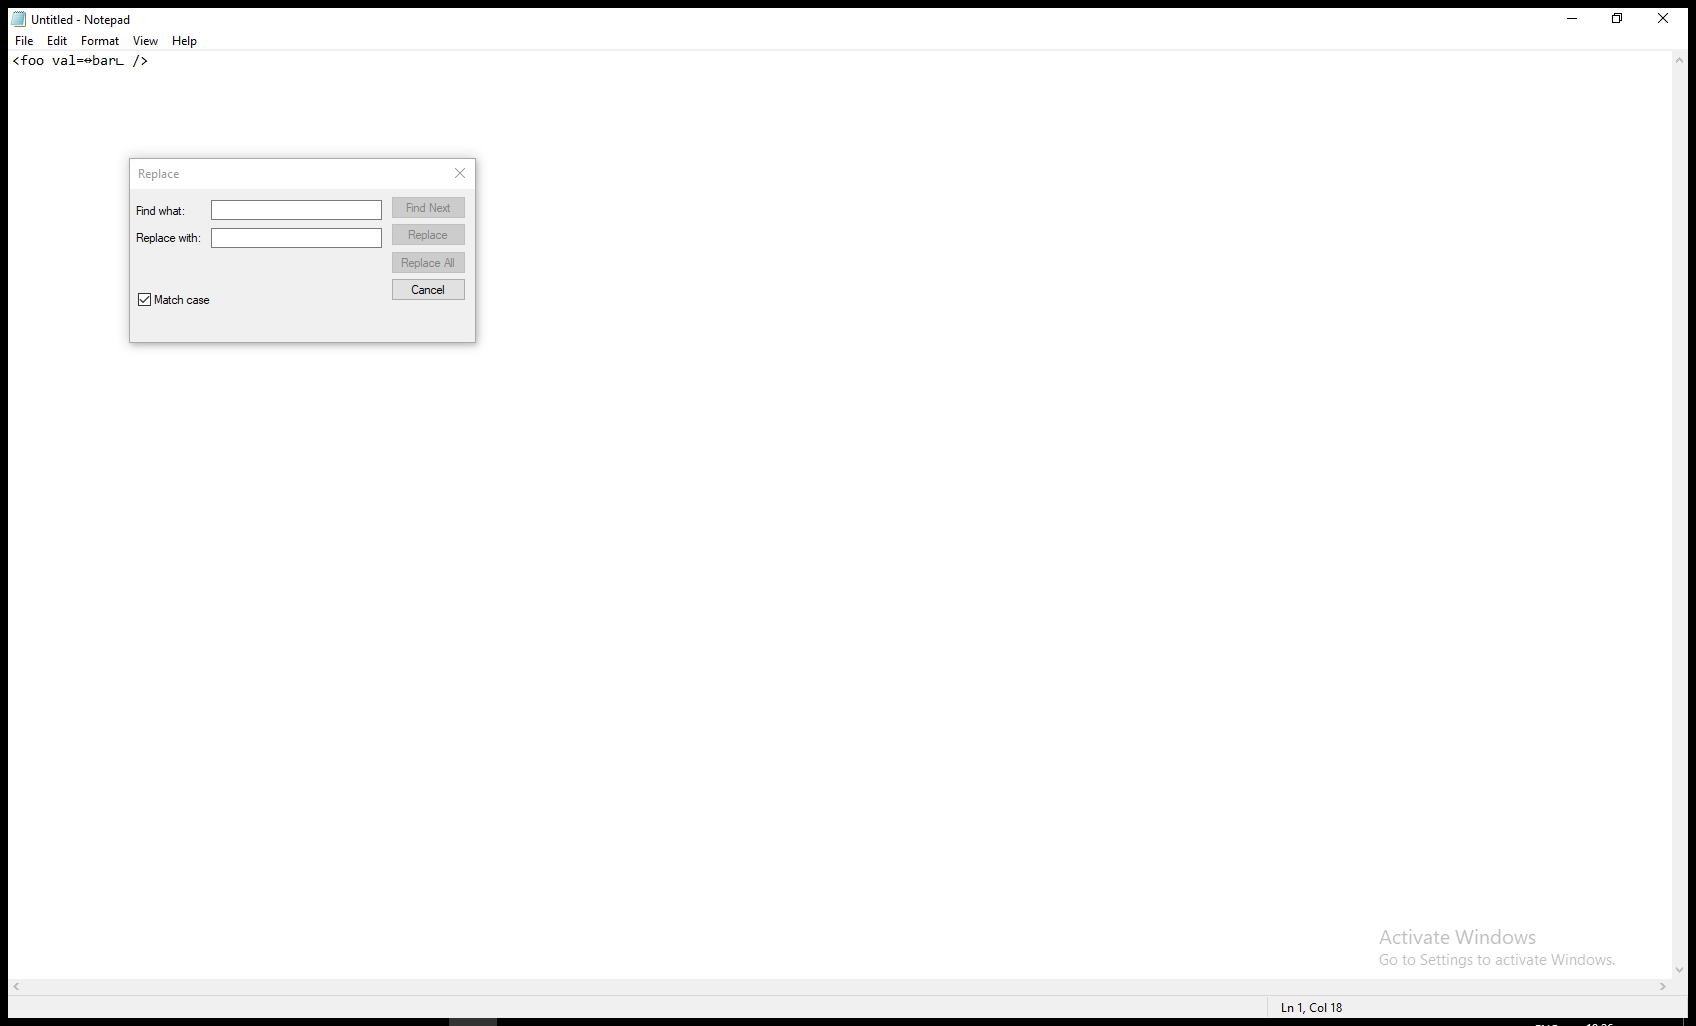 Untitled - Notepad
File Edit Format View Help
<foo val=↔bar∟ />
Replace
Find what:
Find Next
Replace with:
Replace
Replace All
Cancel
Match case
Activate Windows
Go to Settings to activate Windows.
Ln 1, Col 18